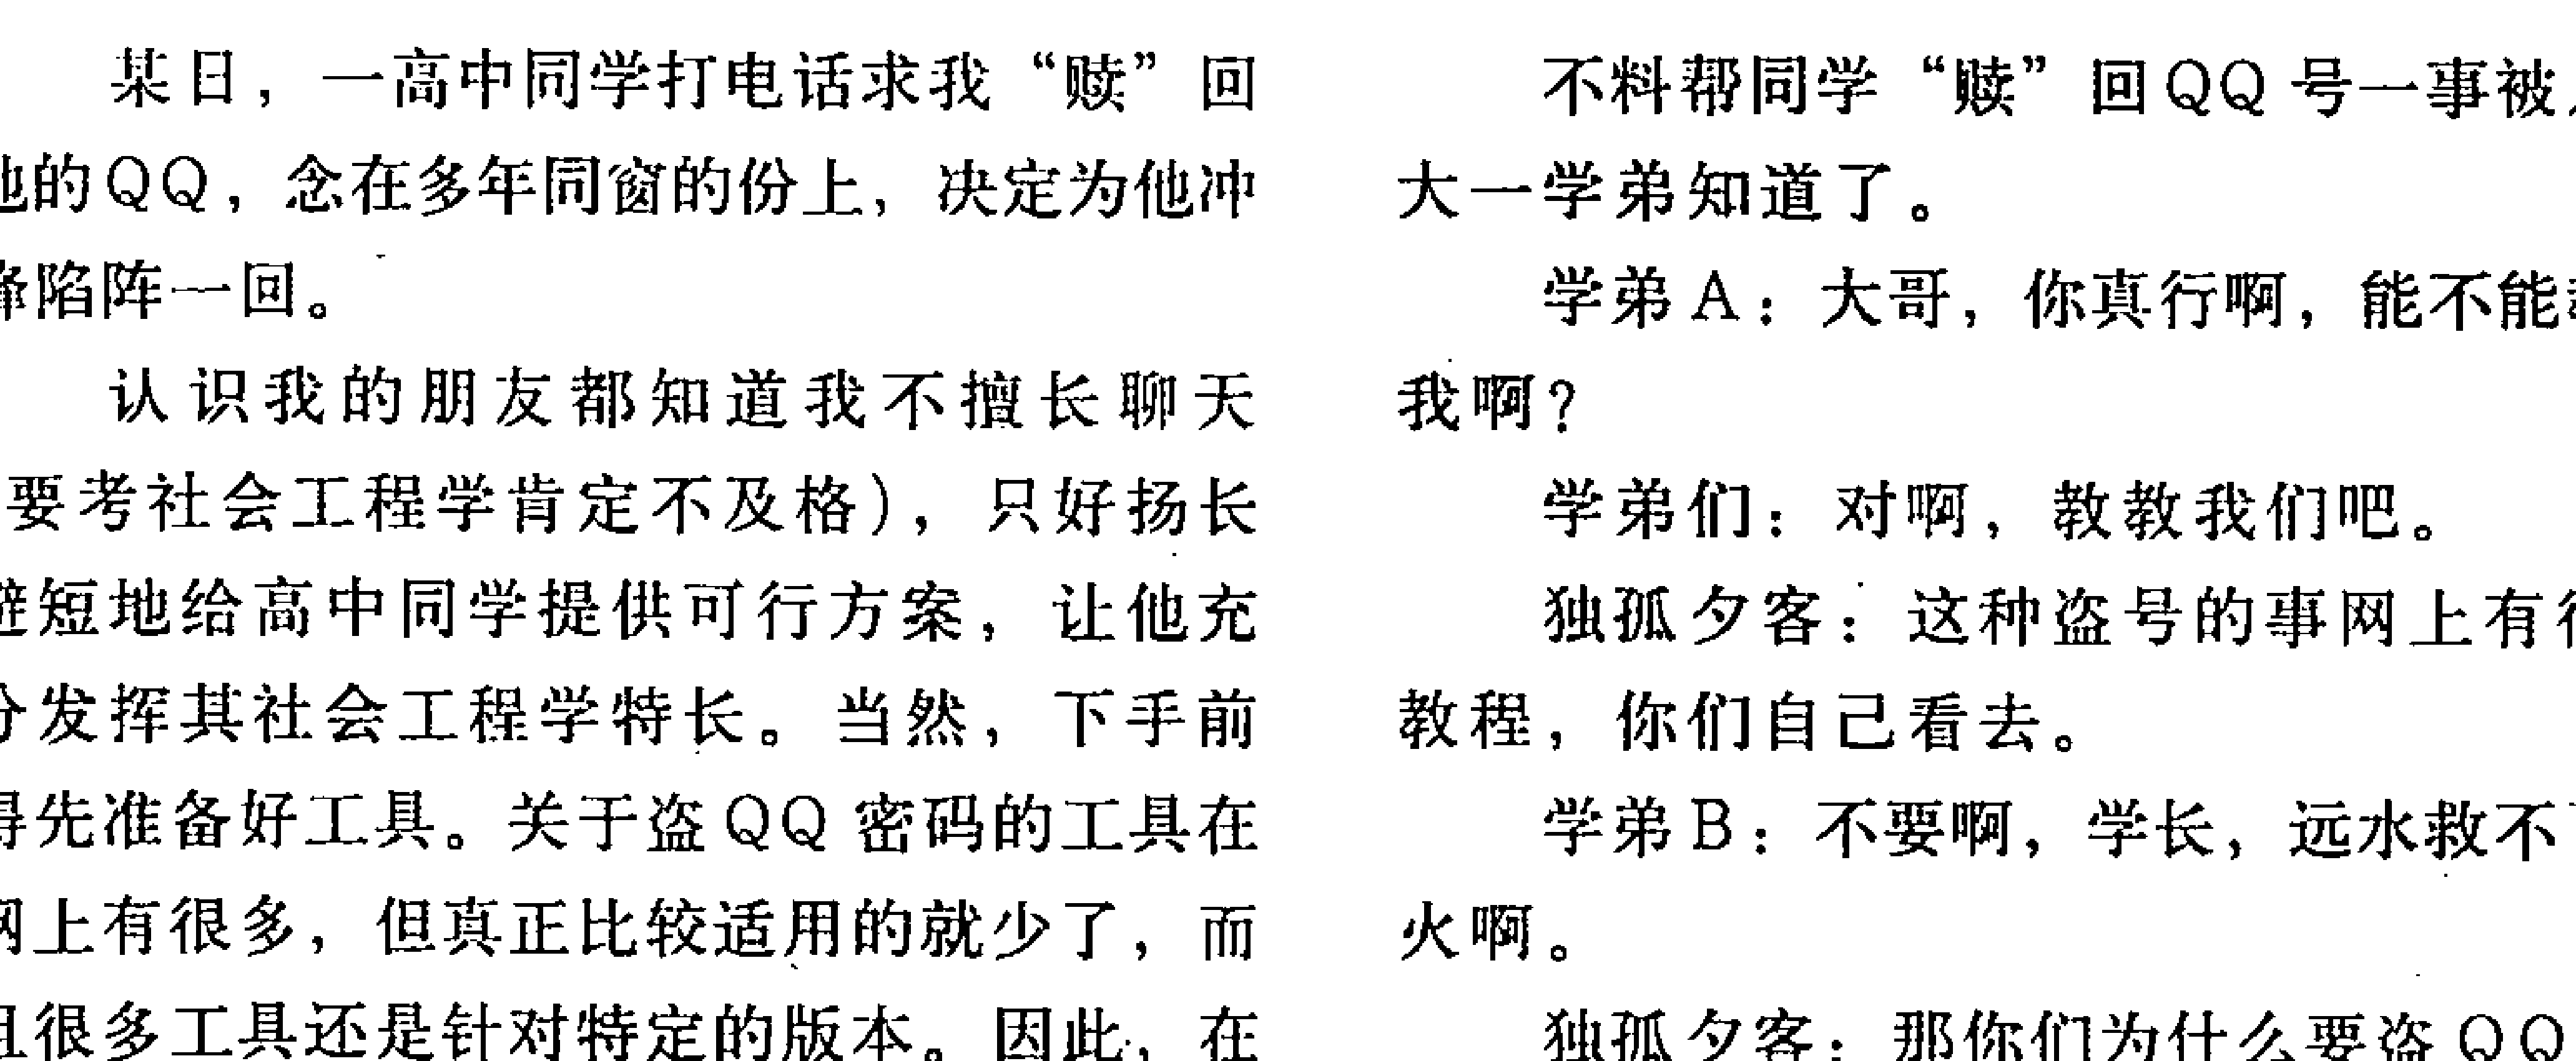 某日，一高中同学打电话求我“赎”回
他的QQ，念在多年同窗的份上，决定为他冲
锋陷阵一回。
认识我的朋友都知道我不擅长聊天
要考社会工程学肯定不及格），只好扬长
避短地给高中同学提供可行方案，让他充
分发挥其社会工程学特长。当然，下手前
得先准备好工具。关于盗QQ密码的工具在
网上有很多，但真正比较适用的就少了，而
且很多工具还是针对特定的版本。因此，在
不料帮同学“赎”回QQ号一事被
大一学弟知道了。
学弟A：大哥，你真行啊，能不能
我啊？
学弟们：对啊，教教我们吧。
独孤夕客：这种盗号的事网上有很
教程，你们自己看去。
学弟B：不要啊，学长，远水救不
火啊。
独孤夕客：那你们为什么要盗QQ